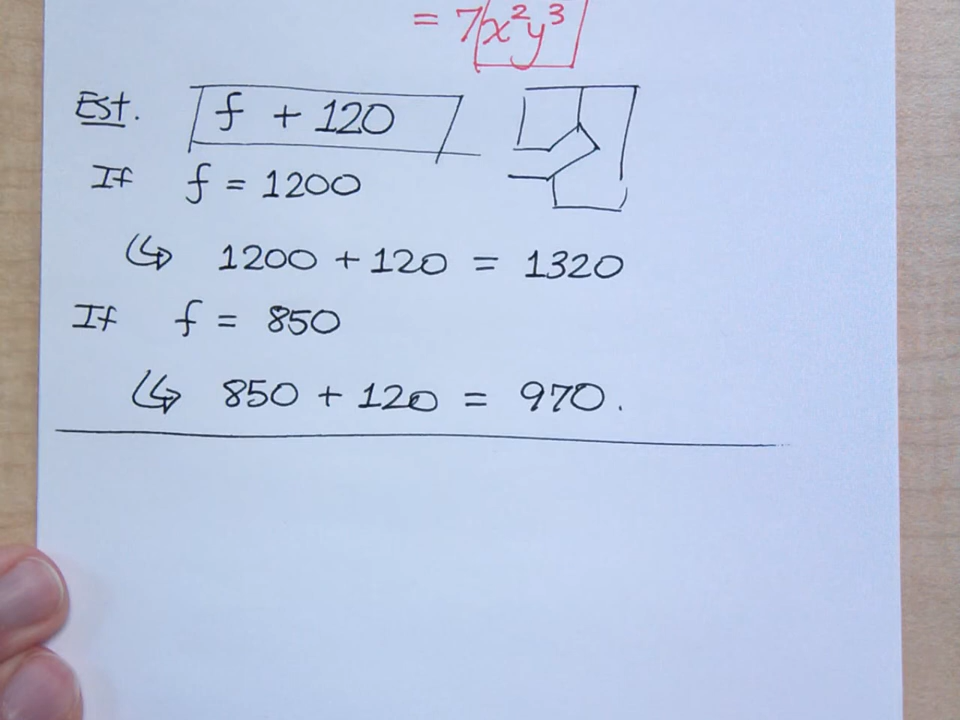 = 7x²y³
Est. f + 120
If f = 1200
↳ 1200 + 120 = 1320
If f = 850
↳ 850 + 120 = 970.